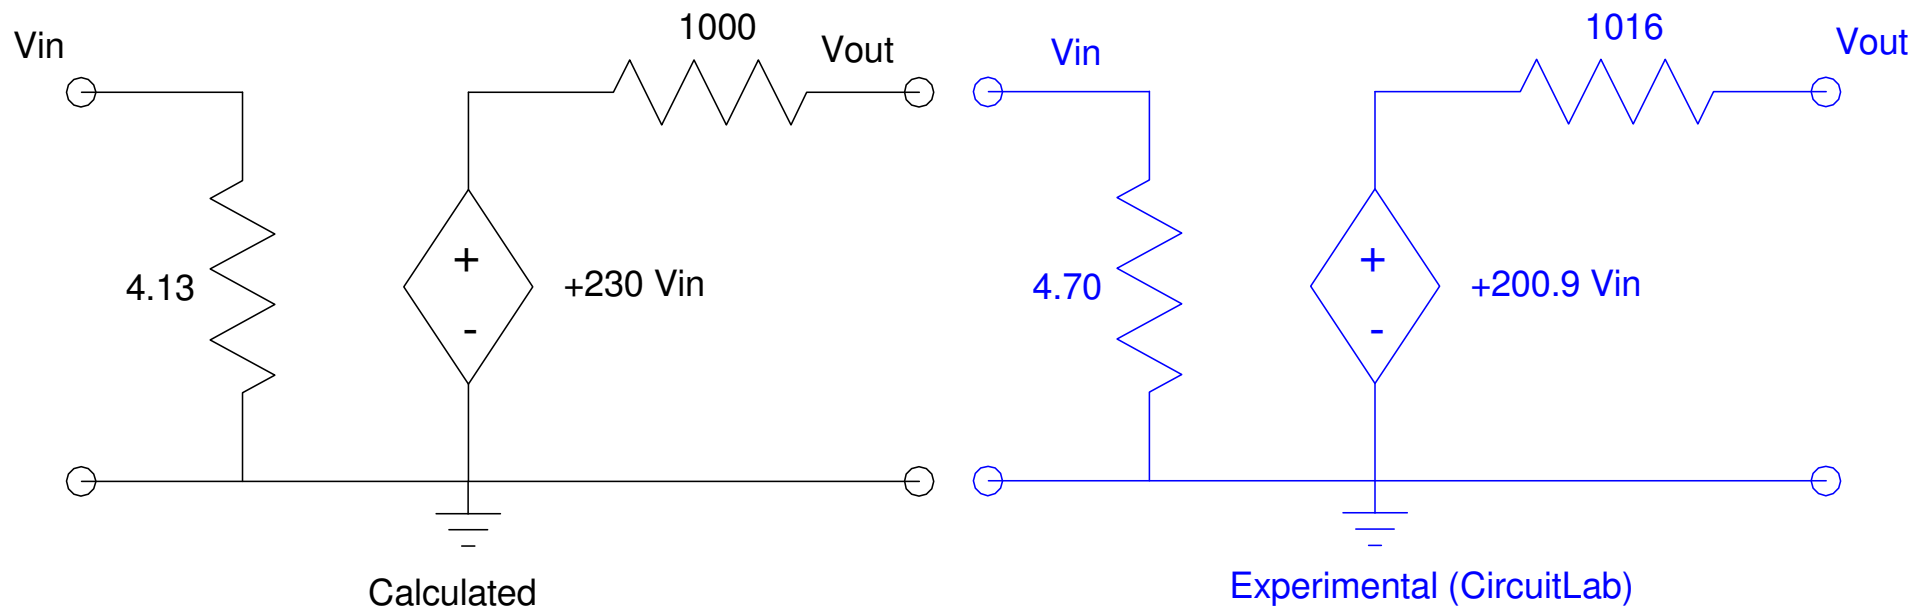 Vin
1000
Vout
4.13
+
-
+230 Vin
Calculated
Vin
1016
Vout
4.70
+
-
+200.9 Vin
Experimental (CircuitLab)